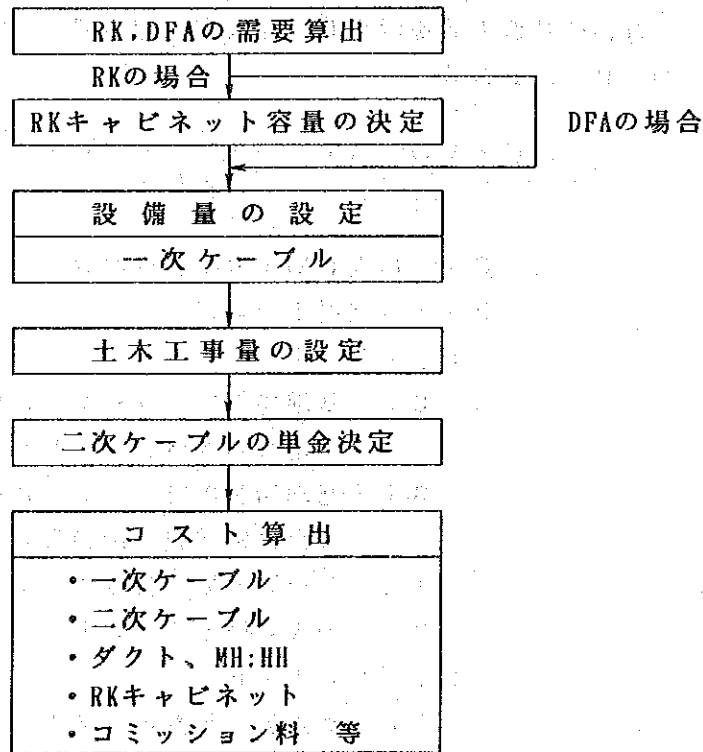 RK.DFAの需要算出
RKの場合
RKキャビネット容量の決定
DFAの場合
設備量の設定
一次ケーブル
土木工事量の設定
二次ケーブルの単金決定
コスト算出
・一次ケーブル
・二次ケーブル
・ダクト、MH:HH
・RKキャビネット
・コミッション料 等